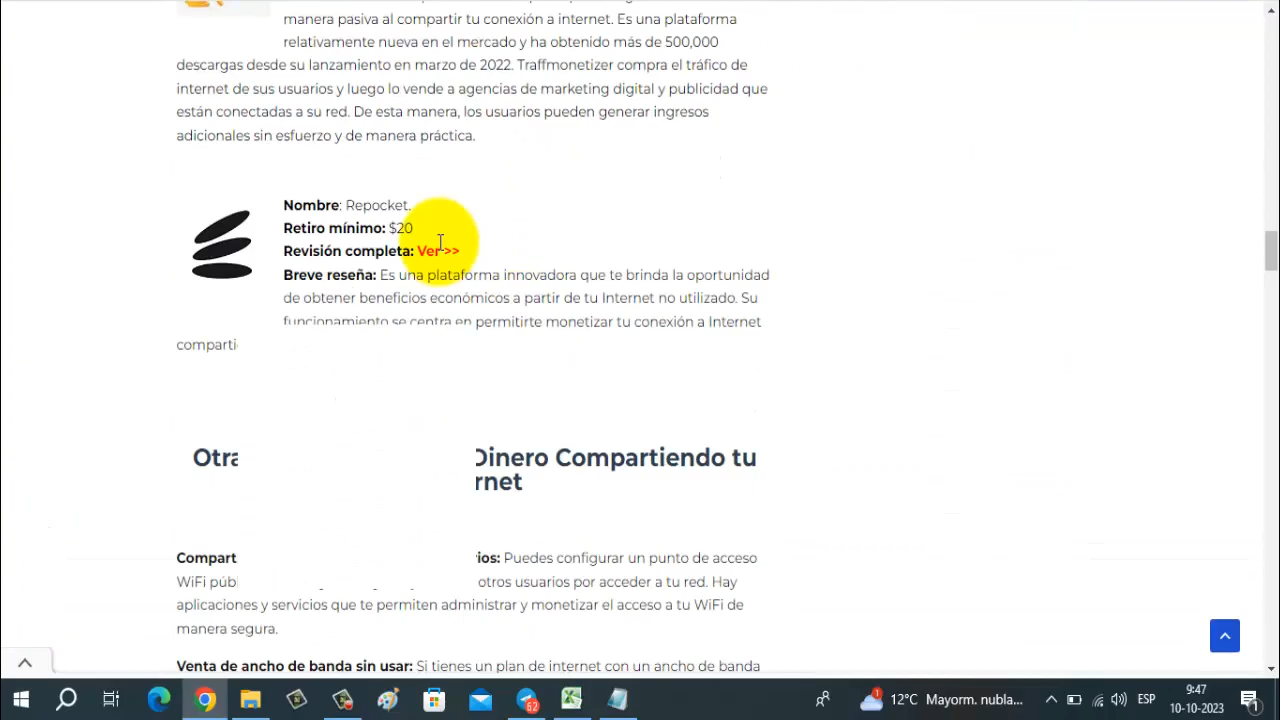 manera pasiva al compartir tu conexión a internet. Es una plataforma
relativamente nueva en el mercado y ha obtenido más de 500,000
descargas desde su lanzamiento en marzo de 2022. Traffmonetizer compra el tráfico de
internet de sus usuarios y luego lo vende a agencias de marketing digital y publicidad que
están conectadas a su red. De esta manera, los usuarios pueden generar ingresos
adicionales sin esfuerzo y de manera práctica.
Nombre: Repocket.
Retiro mínimo: $20
Revisión completa: Ver >>
Breve reseña: Es una plataforma innovadora que te brinda la oportunidad
de obtener beneficios económicos a partir de tu Internet no utilizado. Su
funcionamiento se centra en permitirte monetizar tu conexión a Internet
comparti
Otra Dinero Compartiendo tu
rnet
Compart ios: Puedes configurar un punto de acceso
WiFi públ otros usuarios por acceder a tu red. Hay
aplicaciones y servicios que te permiten administrar y monetizar el acceso a tu WiFi de
manera segura.
Venta de ancho de banda sin usar: Si tienes un plan de internet con un ancho de banda
62
1
12°C Mayorm. nubla...
ESP
9:47
10-10-2023
1